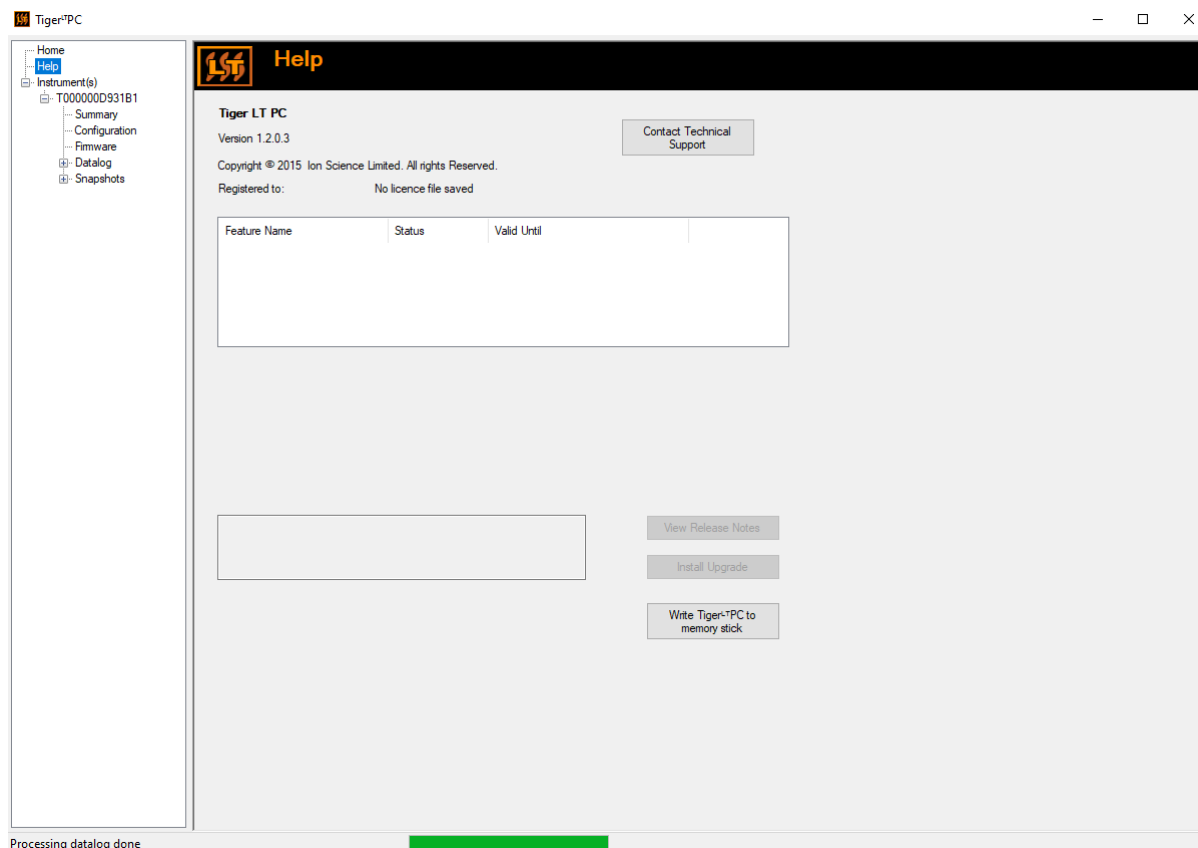 TigerLTPC
Home
Help
Instrument(s)
T000000D931B1
Summary
Configuration
Firmware
Datalog
Snapshots
LST Help
Tiger LT PC
Version 1.2.0.3
Copyright © 2015 Ion Science Limited. All rights Reserved.
Registered to: No licence file saved
Contact Technical
Support
Feature Name Status Valid Until
View Release Notes
Install Upgrade
Write TigerLTPC to
memory stick
Processing datalog done